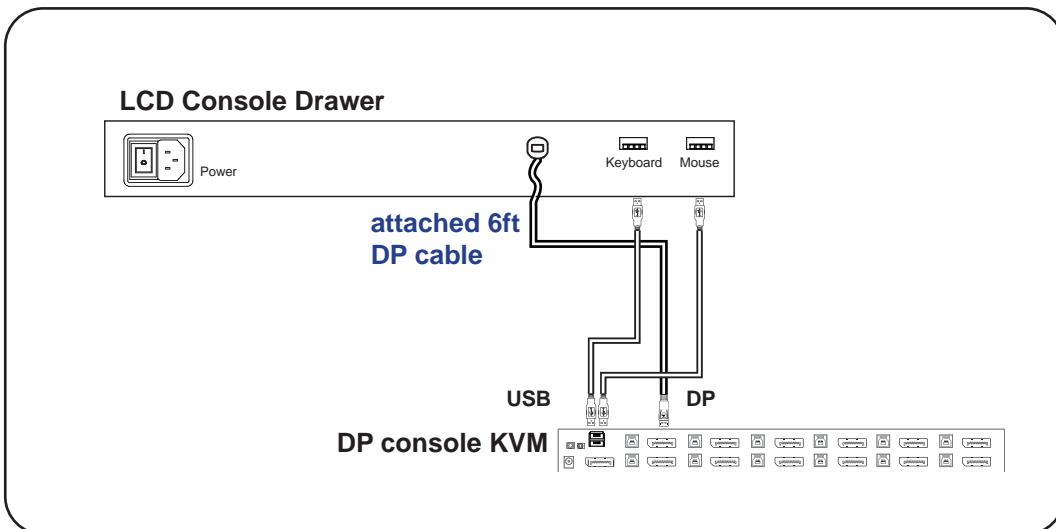 LCD Console Drawer
Power
Keyboard
Mouse
attached 6ft
DP cable
USB
DP
DP console KVM